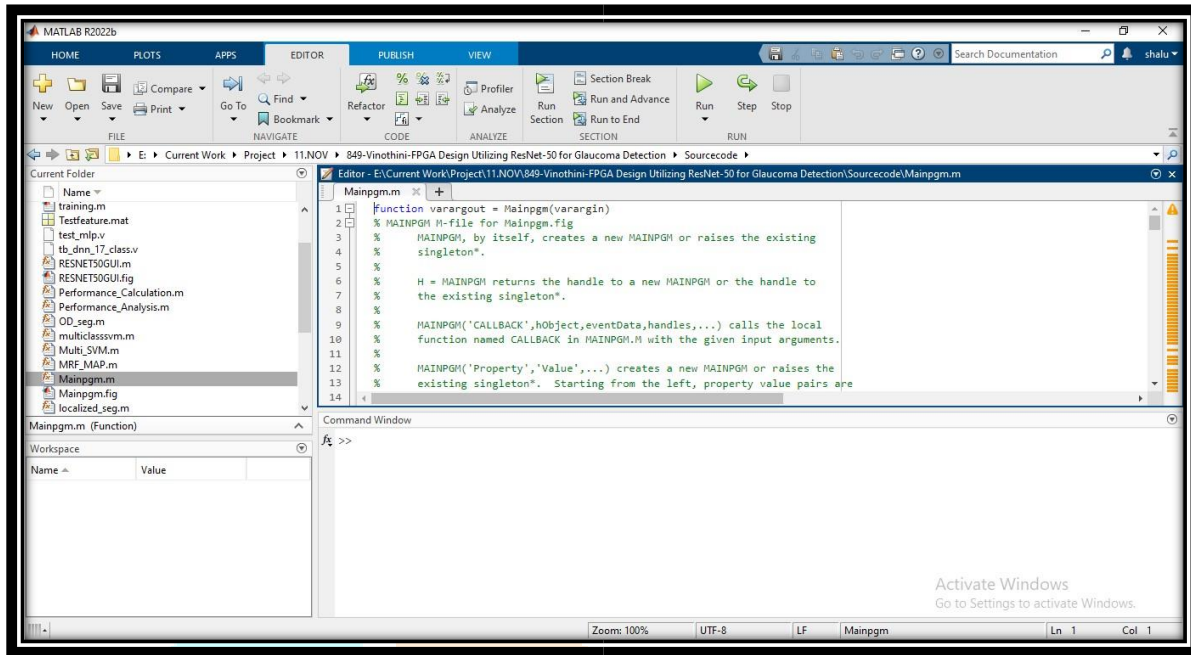 MATLAB R2022b
HOME PLOTS APPS EDITOR PUBLISH VIEW
Search Documentation
shalu
New Open Save Compare Print
FILE
Go To Find Bookmark
NAVIGATE
Refactor
CODE
Profiler Analyze
ANALYZE
Run Section Section Break Run and Advance Run to End
SECTION
Run Step Stop
RUN
E: Current Work Project 11.NOV 849-Vinothini-FPGA Design Utilizing ResNet-50 for Glaucoma Detection Sourcecode
Current Folder
Name
training.m
Testfeature.mat
test_mlp.v
tb_dnn_17_class.v
RESNET50GUI.m
RESNET50GUI.fig
Performance_Calculation.m
Performance_Analysis.m
OD_seg.m
multiclasssvm.m
Multi_SVM.m
MRF_MAP.m
Mainpgm.m
Mainpgm.fig
localized_seg.m
Mainpgm.m (Function)
Workspace
Name Value
Editor - E:\Current Work\Project\11.NOV\849-Vinothini-FPGA Design Utilizing ResNet-50 for Glaucoma Detection\Sourcecode\Mainpgm.m
Mainpgm.m
1 function varargout = Mainpgm(varargin)
2 % MAINPGM M-file for Mainpgm.fig
3 % MAINPGM, by itself, creates a new MAINPGM or raises the existing
4 % singleton*.
5 %
6 % H = MAINPGM returns the handle to a new MAINPGM or the handle to
7 % the existing singleton*.
8 %
9 % MAINPGM('CALLBACK',hObject,eventData,handles,...) calls the local
10 % function named CALLBACK in MAINPGM.M with the given input arguments.
11 %
12 % MAINPGM('Property','Value',...) creates a new MAINPGM or raises the
13 % existing singleton*. Starting from the left, property value pairs are
14
Command Window
fx >>
Activate Windows
Go to Settings to activate Windows.
Zoom: 100% UTF-8 LF Mainpgm Ln 1 Col 1